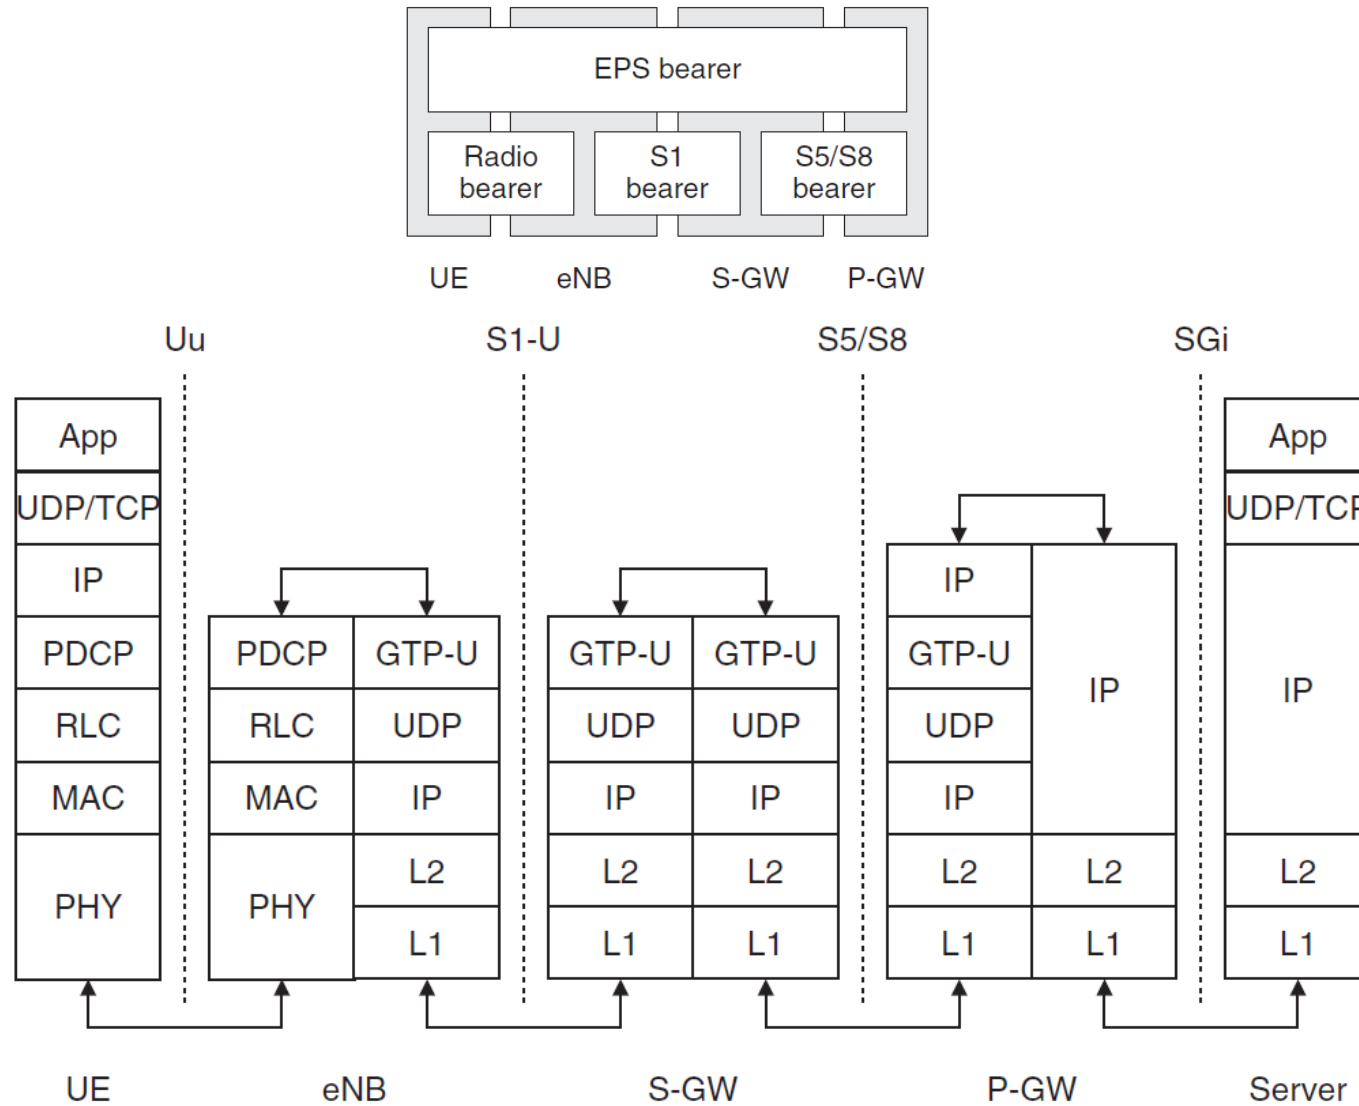 EPS bearer
Radio
bearer
S1
bearer
S5/S8
bearer
UE
eNB
S-GW
P-GW
Uu
S1-U
S5/S8
SGi
App
UDP/TCP
IP
PDCP
RLC
MAC
PHY
PDCP
RLC
MAC
PHY
GTP-U
UDP
IP
L2
L1
GTP-U
UDP
IP
L2
L1
GTP-U
UDP
IP
L2
L1
IP
GTP-U
UDP
IP
L2
L1
IP
L2
L1
App
UDP/TCP
IP
L2
L1
UE
eNB
S-GW
P-GW
Server